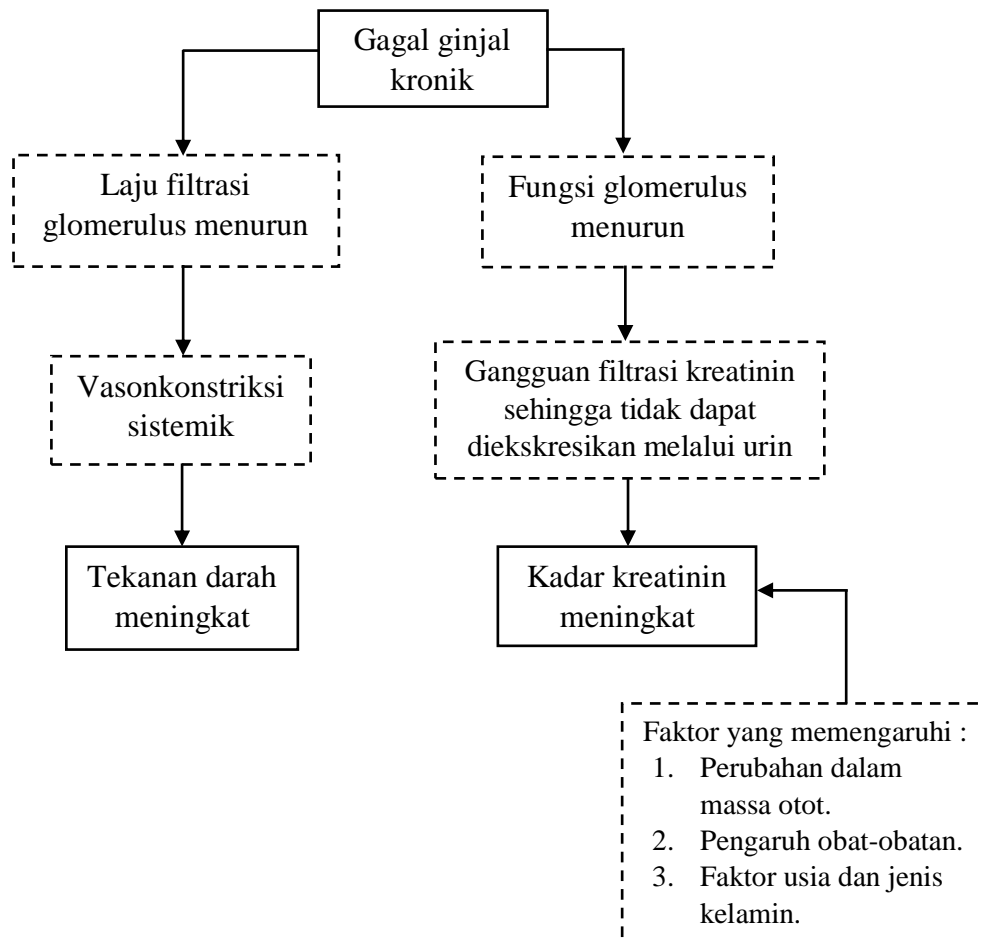 Gagal ginjal
kronik
Laju filtrasi
glomerulus menurun
Fungsi glomerulus
menurun
Vasonkonstriksi
sistemik
Gangguan filtrasi kreatinin
sehingga tidak dapat
diekskresikan melalui urin
Tekanan darah
meningkat
Kadar kreatinin
meningkat
Faktor yang memengaruhi :
1. Perubahan dalam
massa otot.
2. Pengaruh obat-obatan.
3. Faktor usia dan jenis
kelamin.